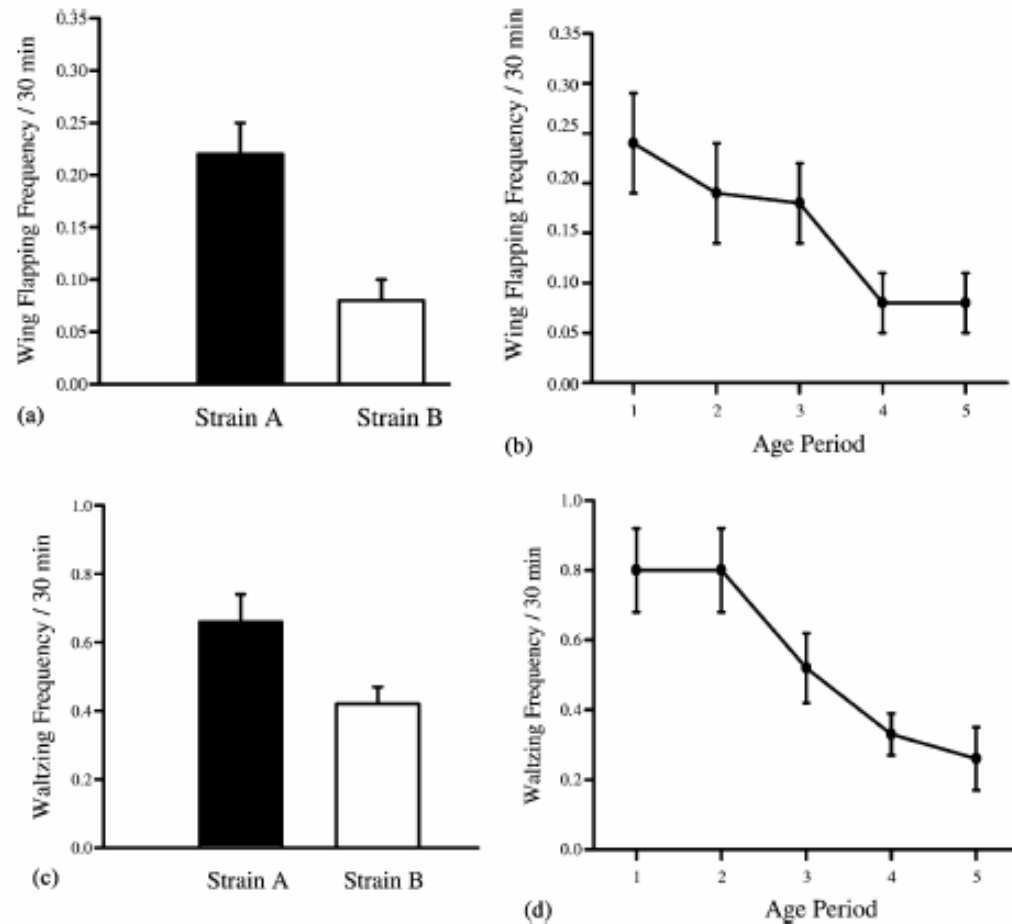 Wing Flapping Frequency / 30 min
0.35
0.30
0.25
0.20
0.15
0.10
0.05
0.00
Strain A Strain B
(a)
Wing Flapping Frequency / 30 min
0.35
0.30
0.25
0.20
0.15
0.10
0.05
0.00
1 2 3 4 5
Age Period
(b)
Waltzing Frequency / 30 min
1.0
0.8
0.6
0.4
0.2
0.0
Strain A Strain B
(c)
Waltzing Frequency / 30 min
1.0
0.8
0.6
0.4
0.2
0.0
1 2 3 4 5
Age Period
(d)